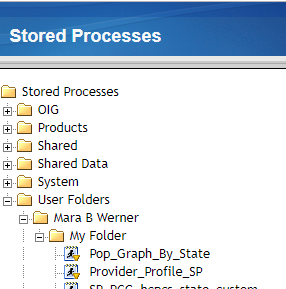 Stored Processes
Stored Processes
OIG
Products
Shared
Shared Data
System
User Folders
Mara B Werner
My Folder
Pop_Graph_By_State
Provider_Profile_SP